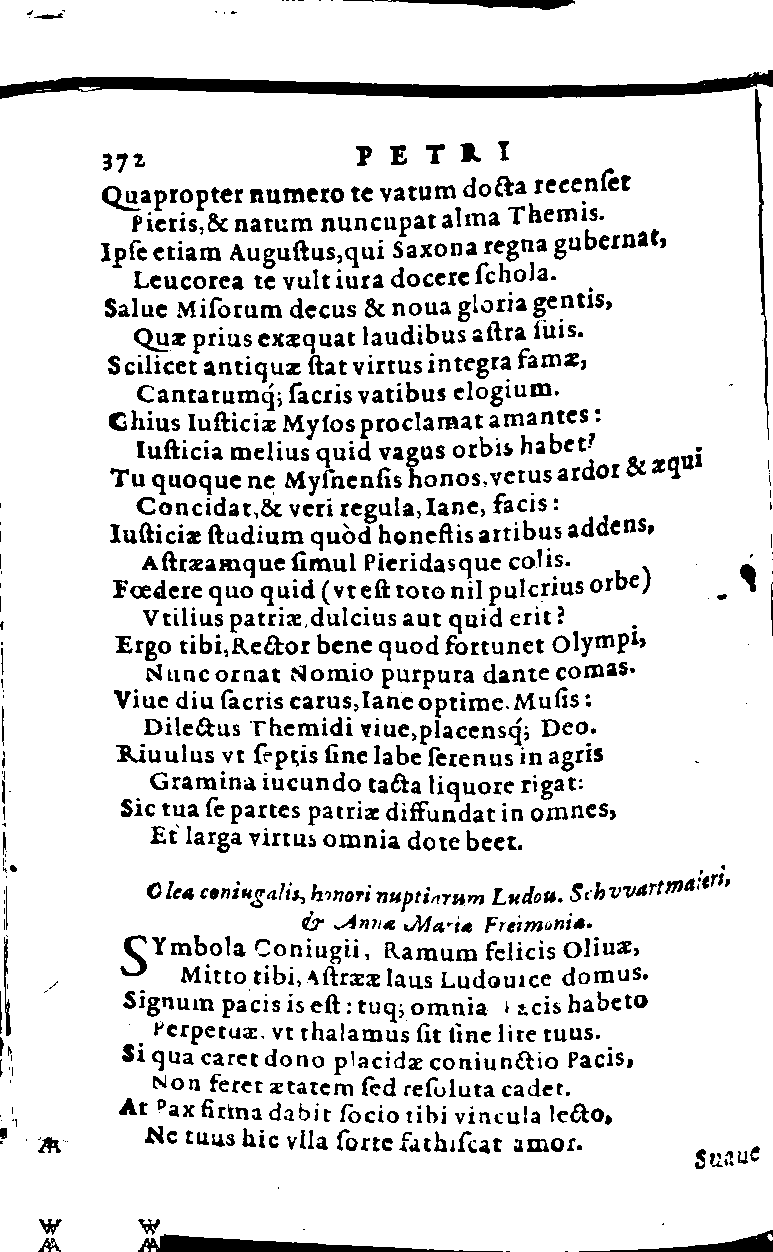 372 PETRI
Quapropter numero te vatum docta recenſet
Pieris,& natum nuncupat alma Themis.
Ipſe etiam Auguſtus,qui Saxona regna gubernat,
Leucorea te vult iura docere ſchola.
Salue Miſorum decus & noua gloria gentis,
Quæ prius exæquat laudibus aſtra ſuis.
Scilicet antiquæ ſtat virtus integra famæ,
Cantatumq́; ſacris vatibus elogium.
Chius Iuſticiæ Myſos proclamat amantes:
Iuſticia melius quid vagus orbis habet?
Tu quoque ne Myſnenſis honos,vetus ardor & æqui
Concidat,& veri regula,Iane, facis:
Iuſticiæ ſtudium quòd honeſtis artibus addens,
Aſtræamque ſimul Pieridasque colis.
Fœdere quo quid (vt eſt toto nil pulcrius orbe)
Vtilius patriæ,dulcius aut quid erit?
Ergo tibi,Rector bene quod fortunet Olympi,
Nunc ornat Nomio purpura dante comas.
Viue diu ſacris carus,Iane optime.Muſis:
Dilectus Themidi viue,placensq́; Deo.
Riuulus vt ſeptis ſine labe ſerenus in agris
Gramina iucundo tacta liquore rigat:
Sic tua ſe partes patriæ diffundat in omnes,
Et larga virtus omnia dote beet.
Olea coniugalis, honori nuptiarum Ludou. Schvvartmaieri,
& Annæ Mariæ Freimoniæ.
SYmbola Coniugii, Ramum felicis Oliuæ,
Mitto tibi, Aſtrææ laus Ludouice domus.
Signum pacis is eſt: tuq; omnia pacis habeto
Perpetuæ. vt thalamus ſit ſine lite tuus.
Si qua caret dono placidæ coniunctio Pacis,
Non feret ætatem ſed reſoluta cadet.
At Pax firma dabit ſocio tibi vincula lecto,
Ne tuus hic vlla ſorte fathiſcat amor.
Suaue